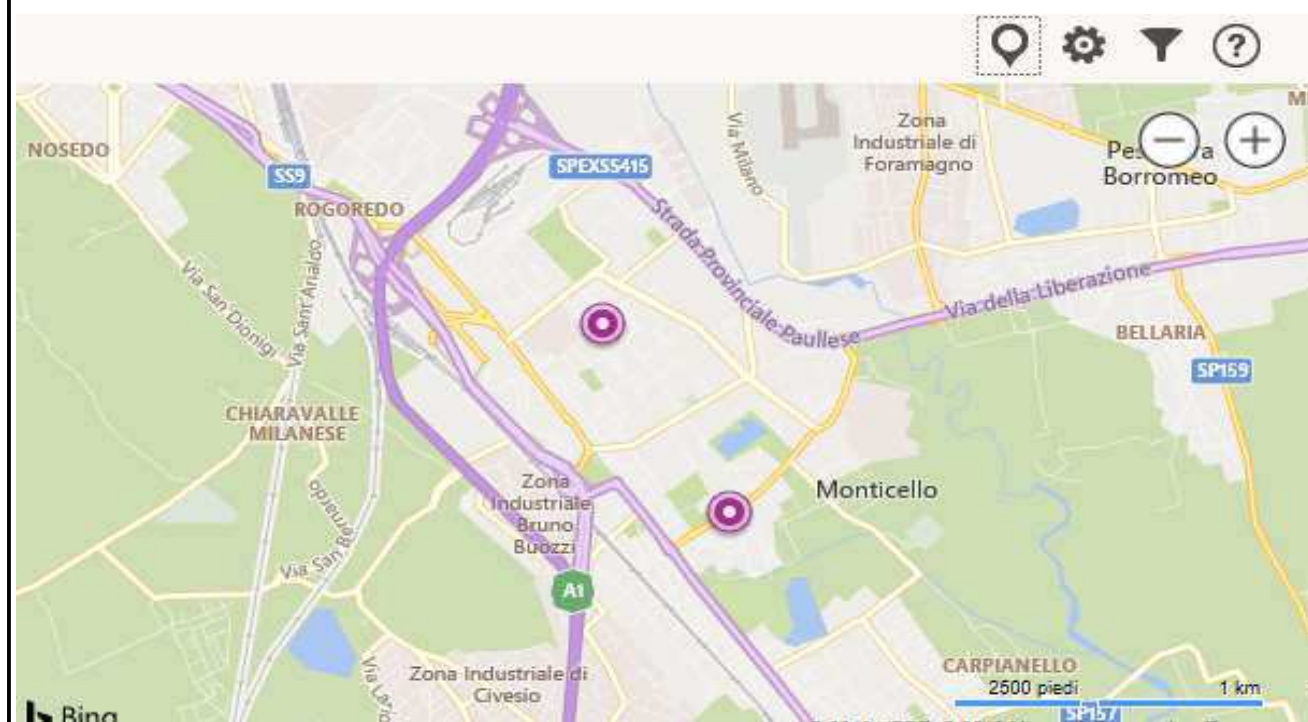 ?
Zona
Industriale di
Foramagno
Via Milano
NOSEDO
SS9
SPEXSS415
Borromeo
ROGOREDO
Strada Provinciale Paullese
Via della Liberazione
Via San Dionigi
Via Sant'Arialdo
BELLARIA
SP159
CHIARAVALLE
MILANESE
Zona
Industriale
Bruno
Buozzi
Monticello
Via San Bernardo
A1
Zona Industriale di
Civesio
CARPIANELLO
2500 piedi 1 km
SP157
Bing